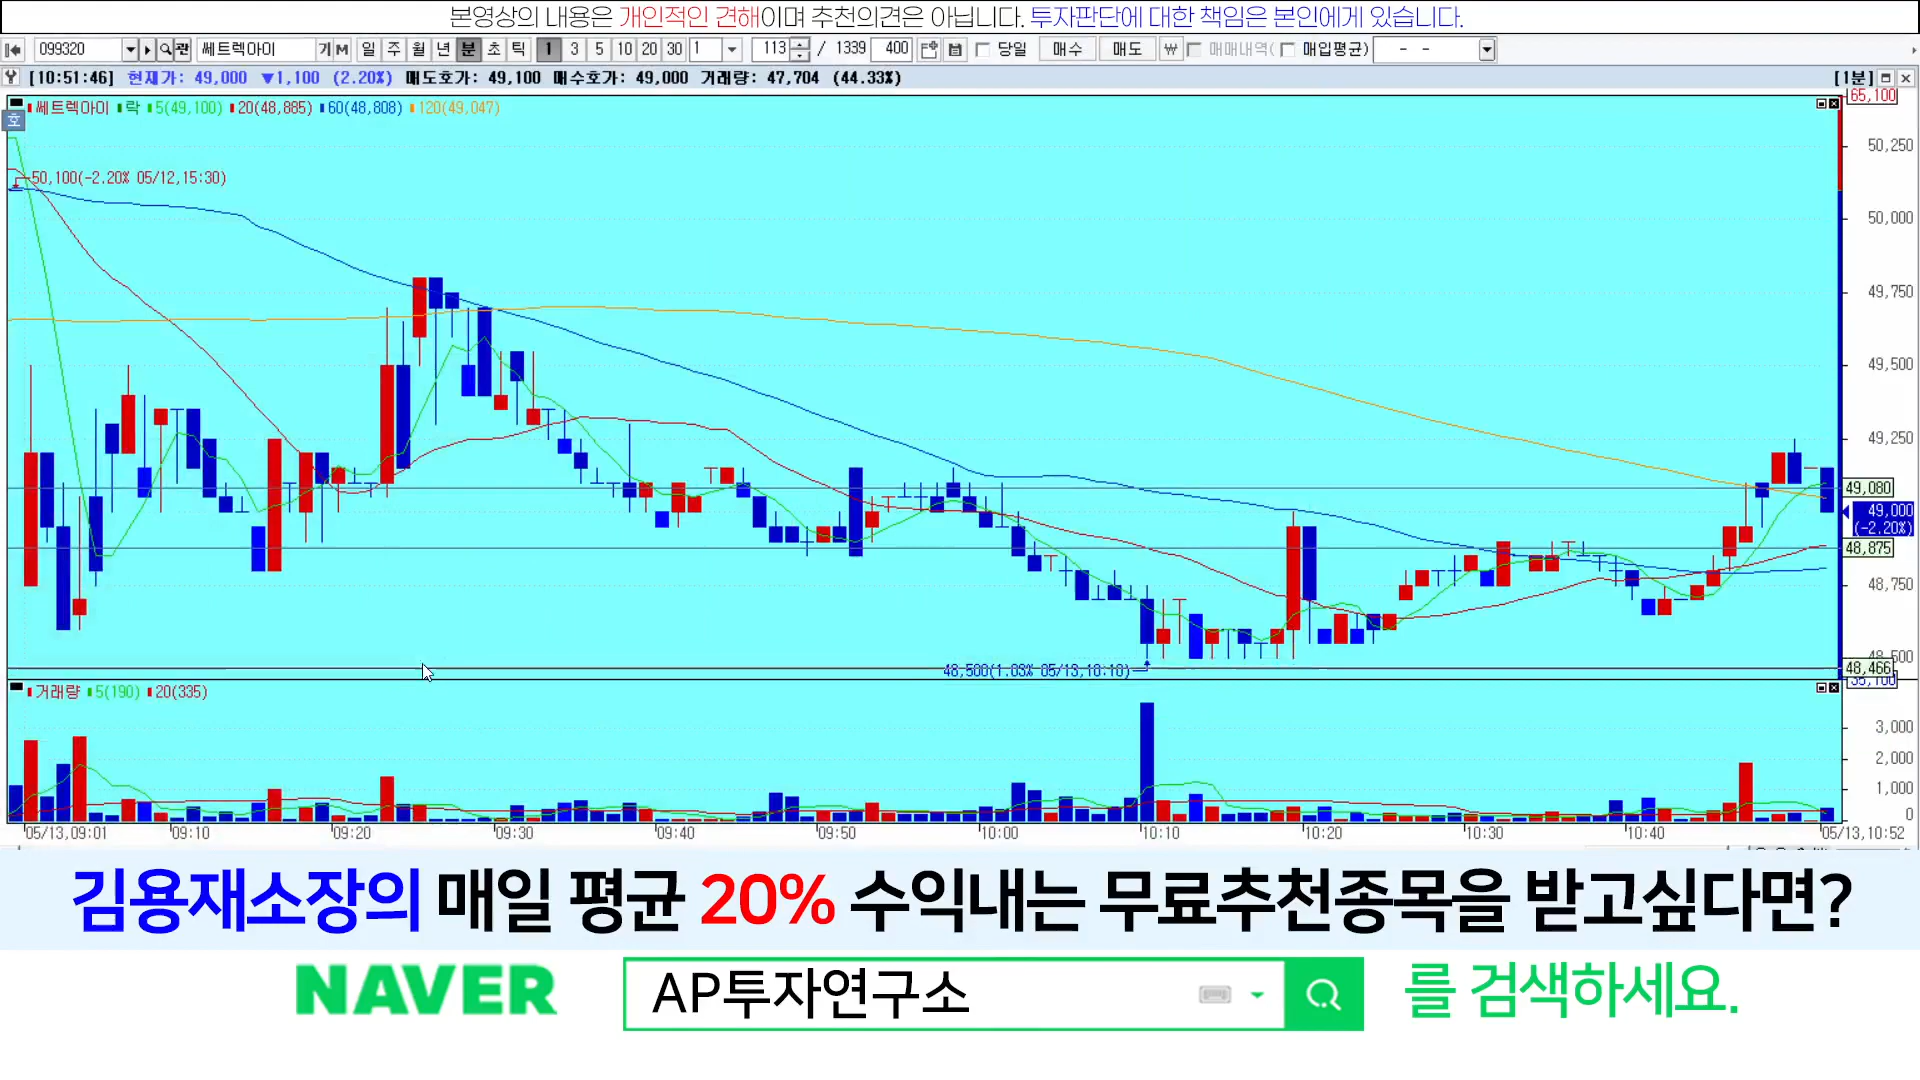 본영상의 내용은 개인적인 견해이며 추천의견은 아닙니다. 투자판단에 대한 책임은 본인에게 있습니다.
099320 관 쎄트렉아이 기 M 일 주 월 년 분 초 틱 1 3 5 10 20 30 1 113 / 1339 400 당일 매수 매도 ₩ 매매내역( 매입평균) - -
[10:51:46] 현재가: 49,000 ▼1,100 (2.20%) 매도호가: 49,100 매수호가: 49,000 거래량: 47,704 (44.33%) [1분]
쎄트렉아이 락 5(49,100) 20(48,885) 60(48,808) 120(49,047)
호
65,100
50,250
50,100(-2.20% 05/12,15:30)
50,000
49,750
49,500
49,250
49,080
49,000
(-2.20%)
48,875
48,750
48,500
48,500(1.03% 05/13,10:10)
48,466
35,100
거래량 5(190) 20(335)
3,000
2,000
1,000
0
05/13,09:01 09:10 09:20 09:30 09:40 09:50 10:00 10:10 10:20 10:30 10:40 05/13,10:52
김용재소장의 매일 평균 20% 수익내는 무료추천종목을 받고싶다면?
NAVER AP투자연구소 를 검색하세요.